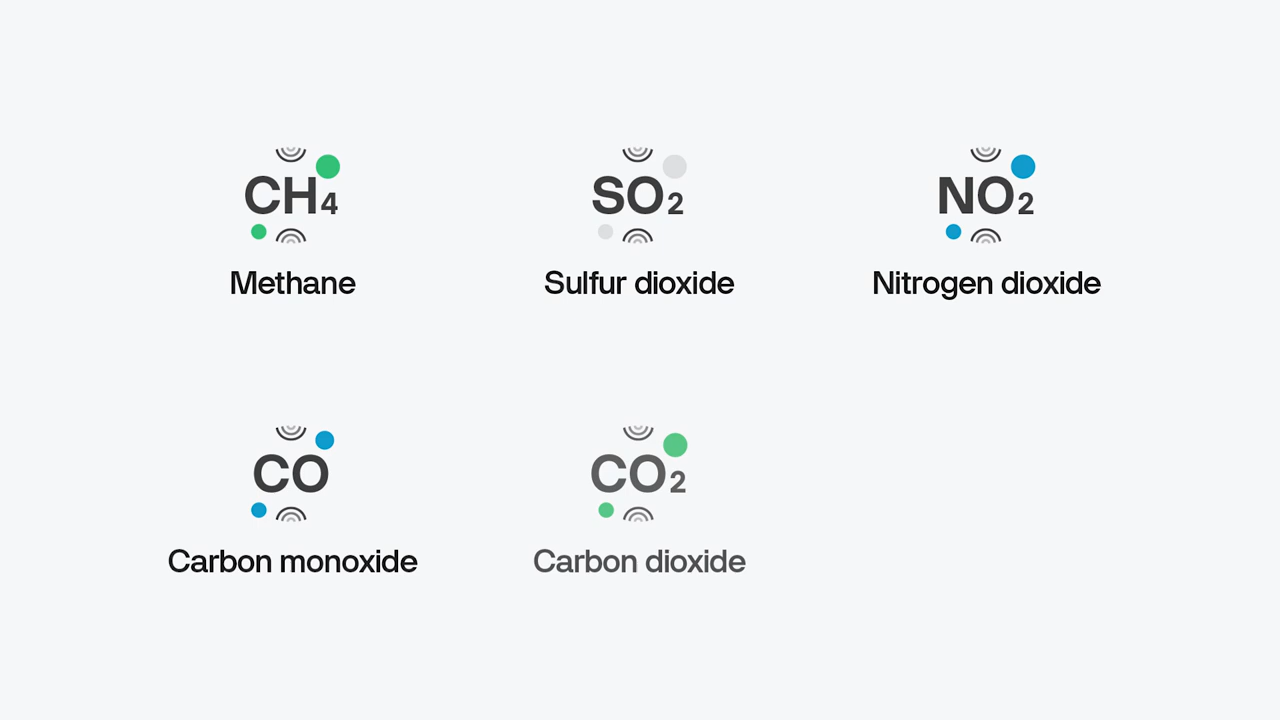 CH4
SO2
NO2
Methane
Sulfur dioxide
Nitrogen dioxide
CO
CO2
Carbon monoxide
Carbon dioxide